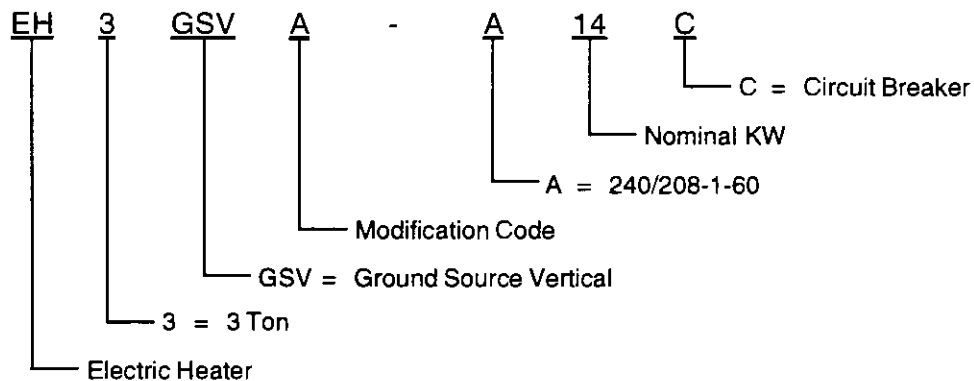 EH 3 GSV A - A 14 C
C = Circuit Breaker
Nominal KW
A = 240/208-1-60
Modification Code
GSV = Ground Source Vertical
3 = 3 Ton
Electric Heater